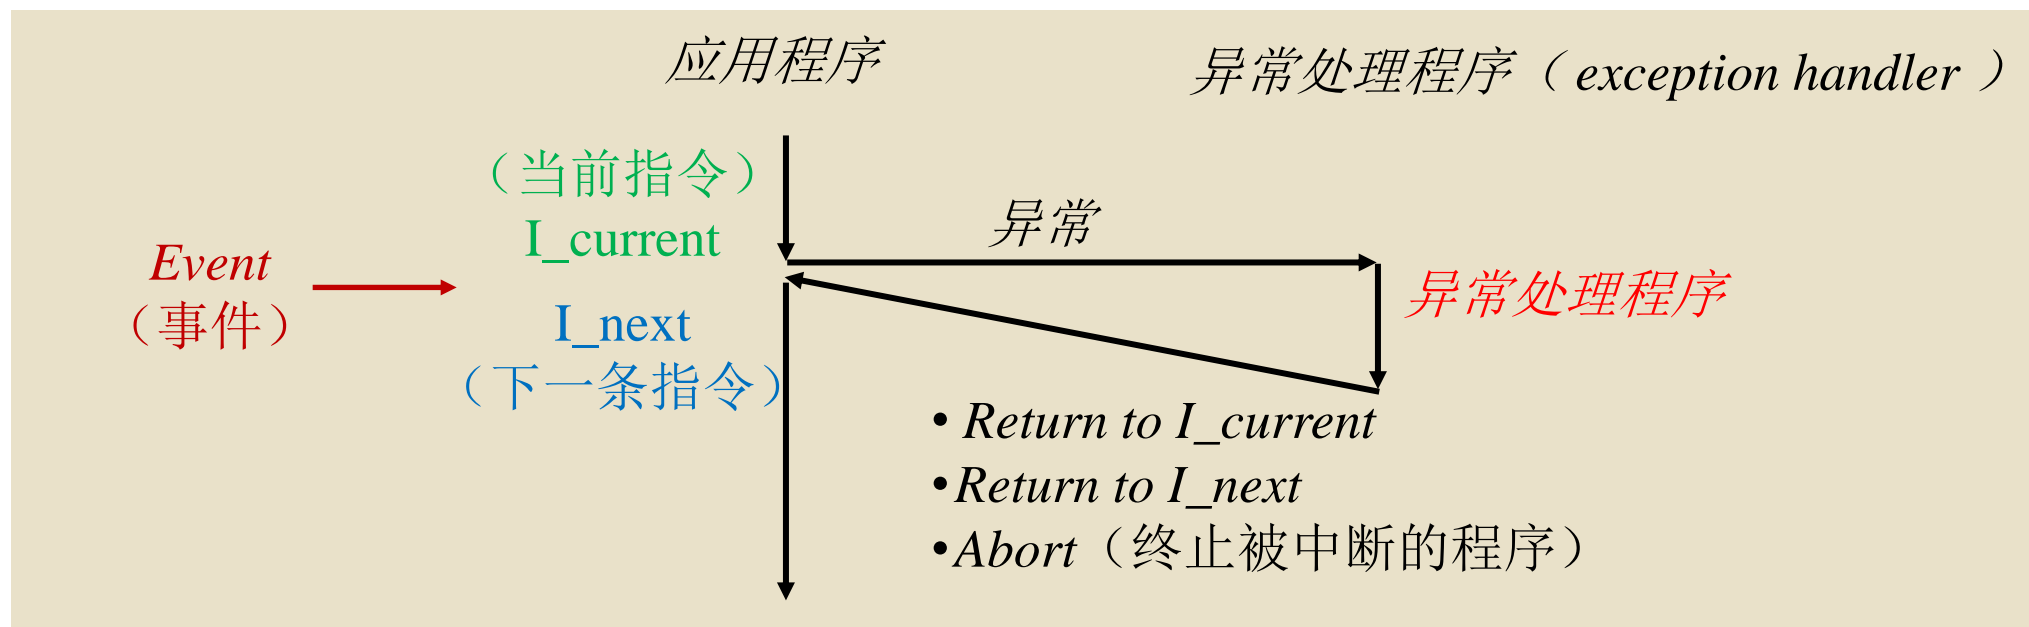 应用程序
异常处理程序（exception handler）
（当前指令）
I_current
异常
Event
（事件）
异常处理程序
I_next
（下一条指令）
• Return to I_current
•Return to I_next
•Abort（终止被中断的程序）